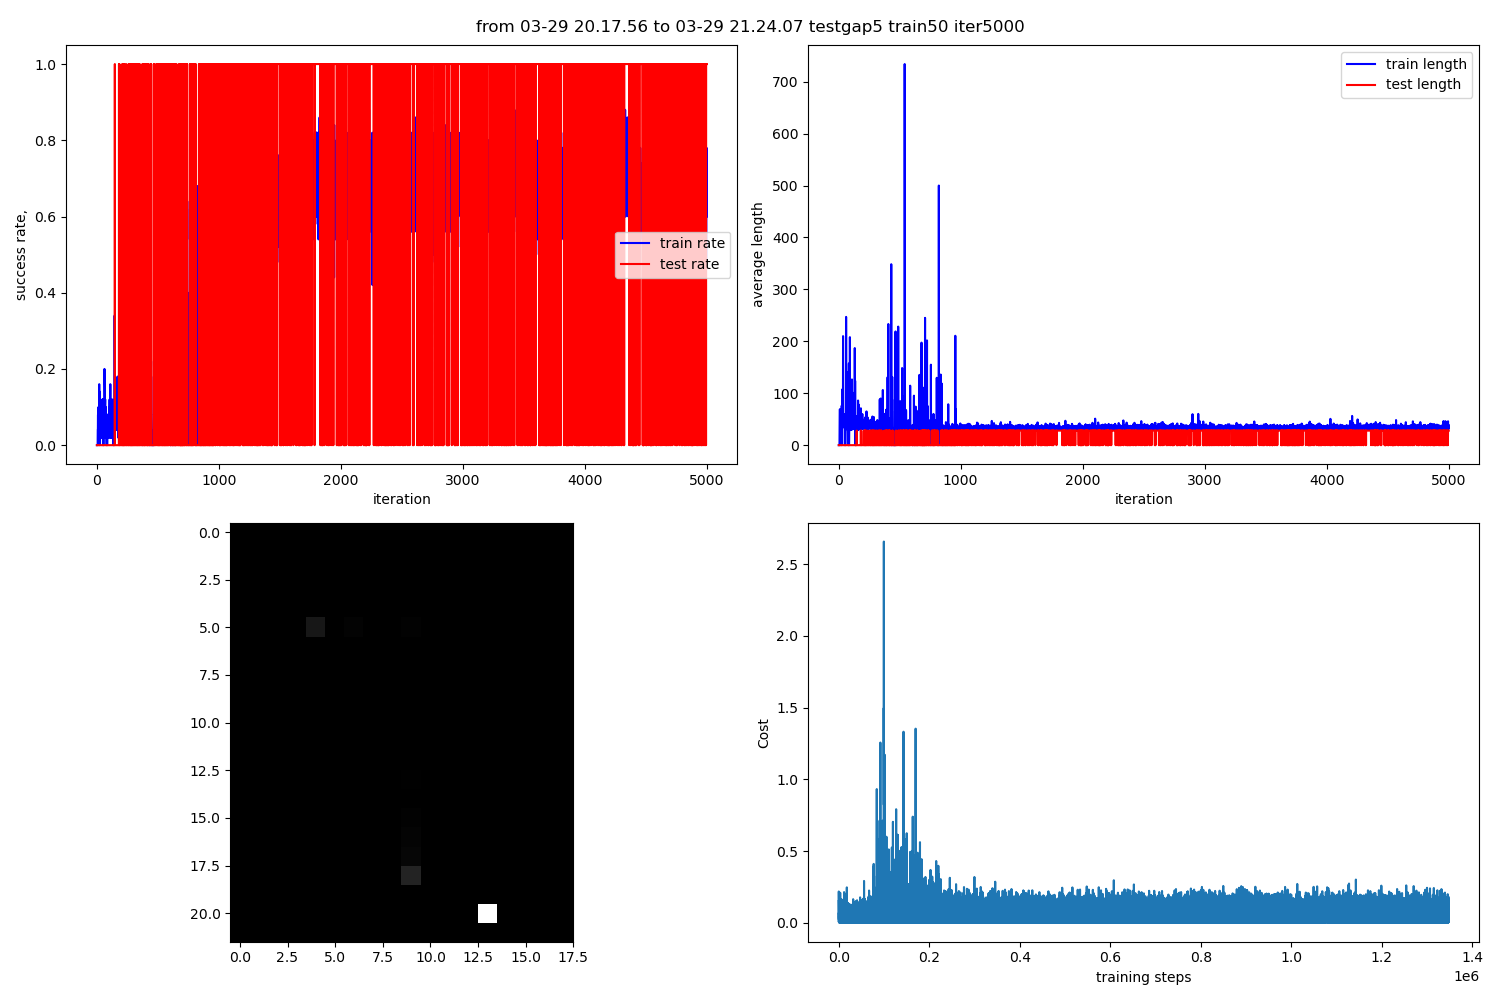 from 03-29 20.17.56 to 03-29 21.24.07 testgap5 train50 iter5000
1.0
0.8
0.6
0.4
0.2
0.0
success rate,
train rate
test rate
0 1000 2000 3000 4000 5000
iteration
700
600
500
400
300
200
100
0
average length
train length
test length
0 1000 2000 3000 4000 5000
iteration
0.0
2.5
5.0
7.5
10.0
12.5
15.0
17.5
20.0
0.0 2.5 5.0 7.5 10.0 12.5 15.0 17.5
2.5
2.0
1.5
1.0
0.5
0.0
Cost
0.0 0.2 0.4 0.6 0.8 1.0 1.2 1.4
training steps
1e6